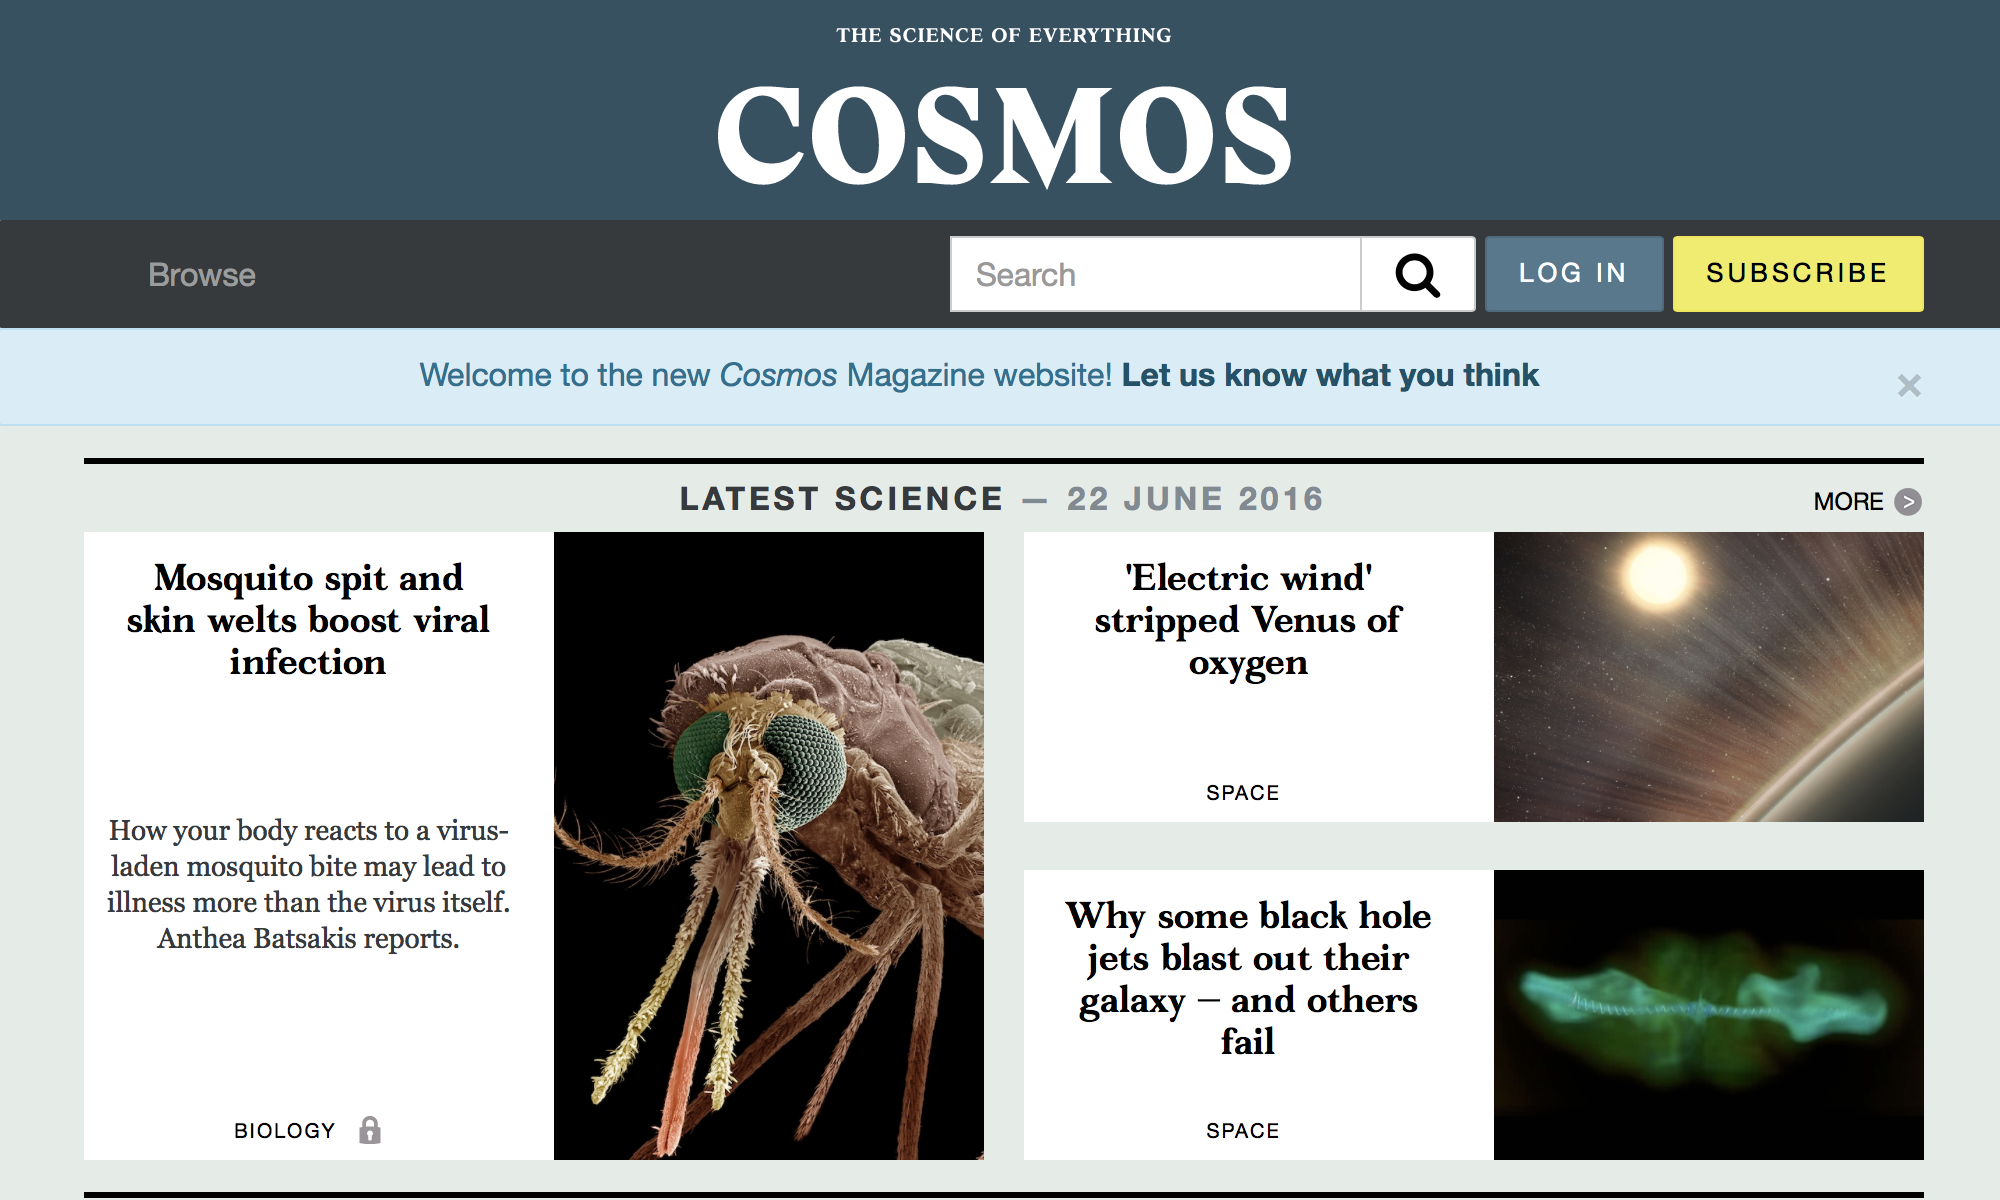 THE SCIENCE OF EVERYTHING
COSMOS
Browse
Search
LOG IN
SUBSCRIBE
Welcome to the new Cosmos Magazine website! Let us know what you think
×
LATEST SCIENCE — 22 JUNE 2016
MORE >
Mosquito spit and
skin welts boost viral
infection
How your body reacts to a virus-
laden mosquito bite may lead to
illness more than the virus itself.
Anthea Batsakis reports.
BIOLOGY
'Electric wind'
stripped Venus of
oxygen
SPACE
Why some black hole
jets blast out their
galaxy – and others
fail
SPACE